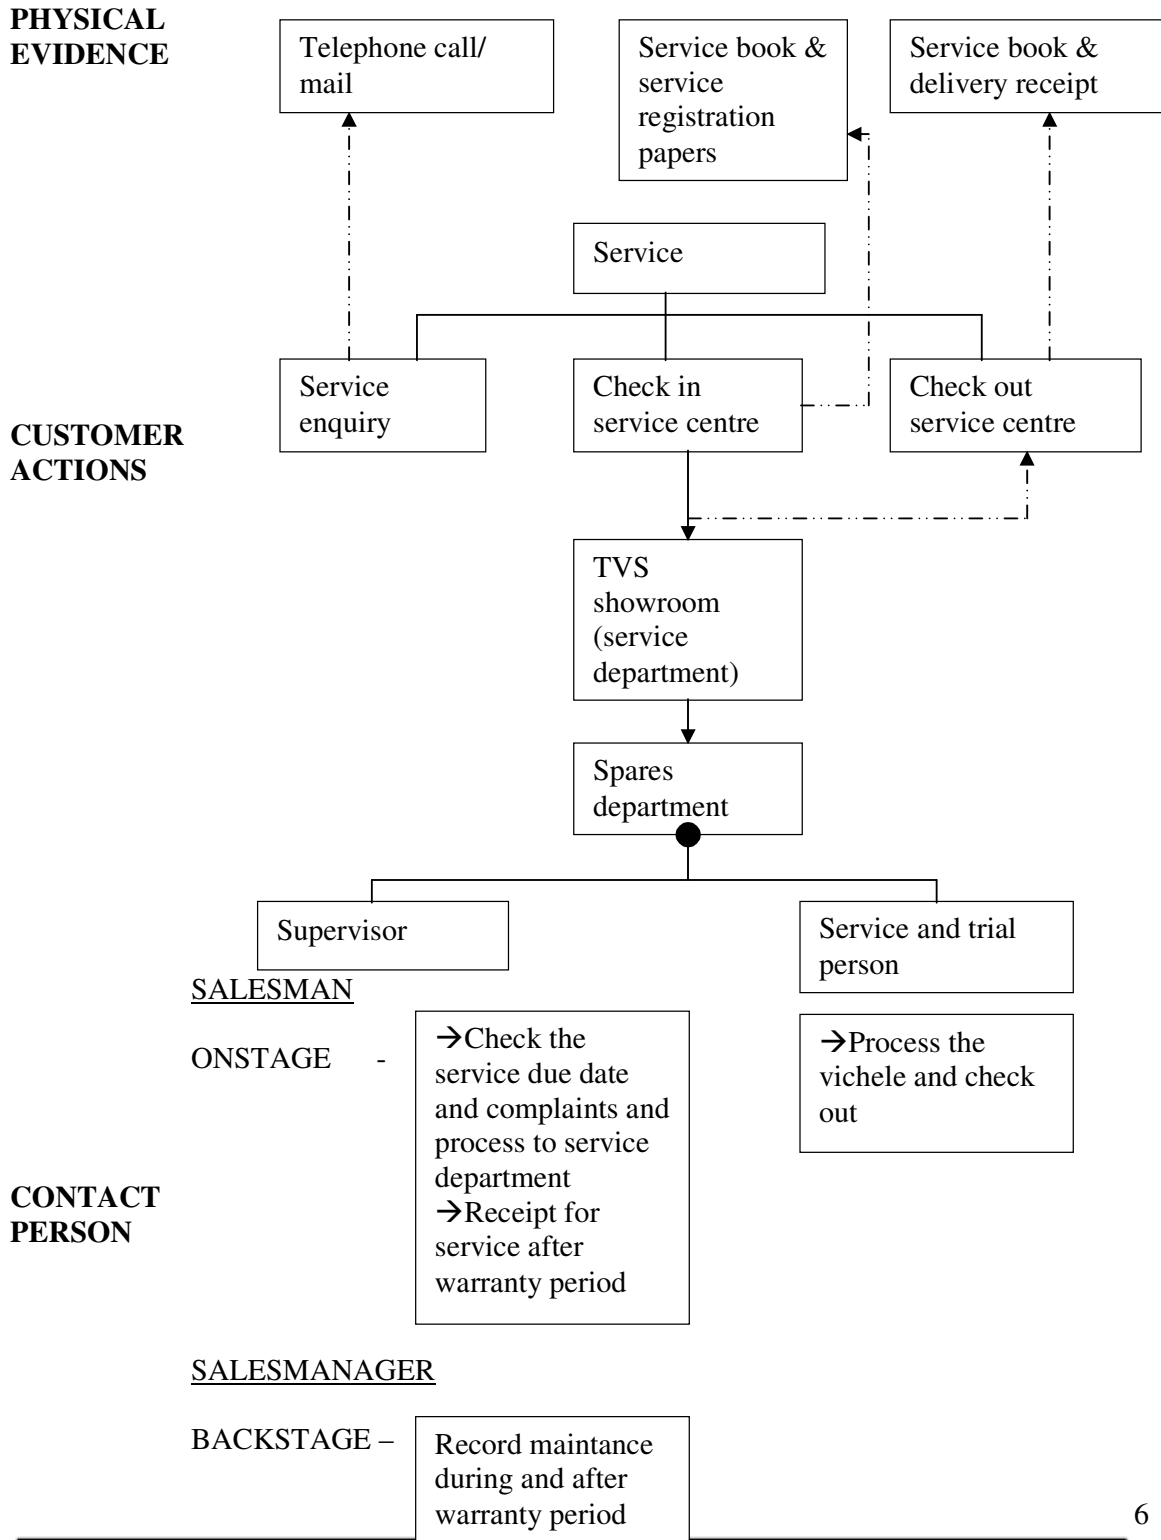 PHYSICAL
EVIDENCE
Telephone call/
mail
Service book &
service
registration
papers
Service book &
delivery receipt
Service
Service
enquiry
Check in
service centre
Check out
service centre
CUSTOMER
ACTIONS
TVS
showroom
(service
department)
Spares
department
Supervisor
Service and trial
person
SALESMAN
ONSTAGE -
→Check the
service due date
and complaints and
process to service
department
→Receipt for
service after
warranty period
→Process the
vichele and check
out
CONTACT
PERSON
SALESMANAGER
BACKSTAGE –
Record maintance
during and after
warranty period
6